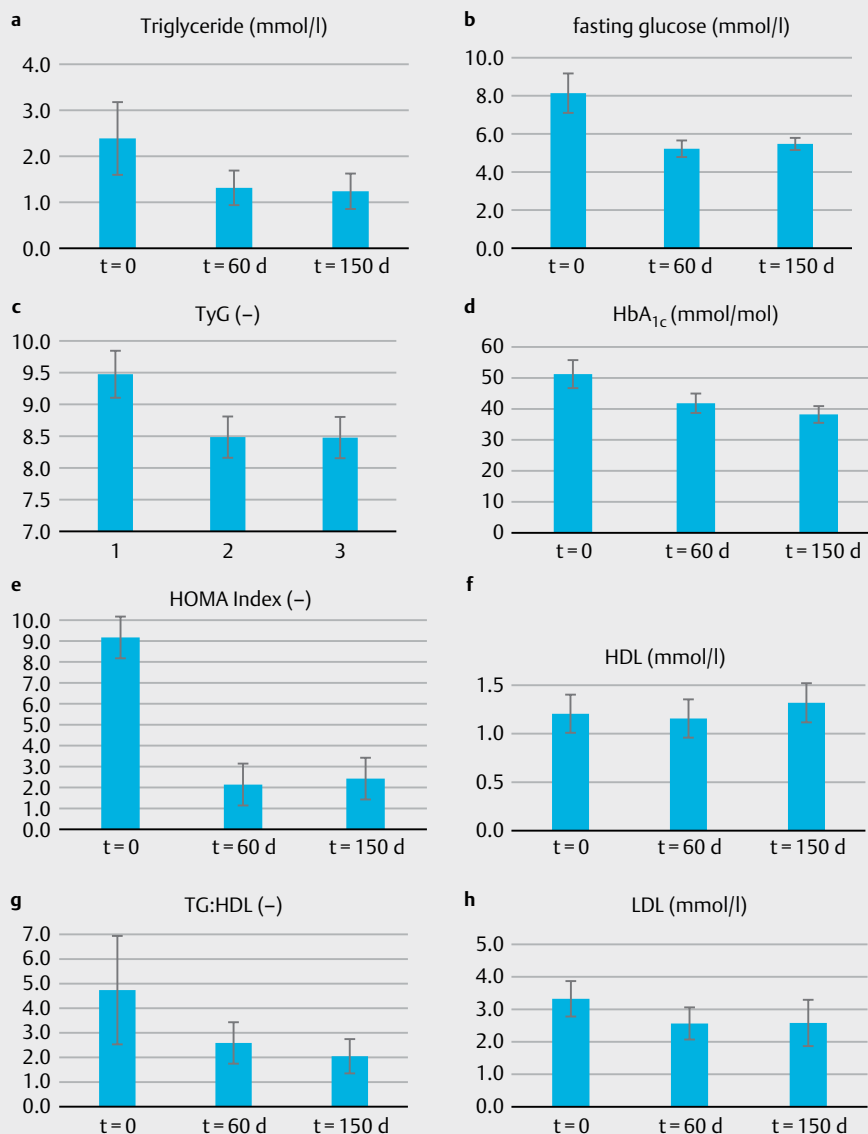 a
Triglyceride (mmol/l)
4.0
3.0
2.0
1.0
0.0
t = 0 t = 60 d t = 150 d
b
fasting glucose (mmol/l)
10.0
8.0
6.0
4.0
2.0
0.0
t = 0 t = 60 d t = 150 d
c
TyG (–)
10.0
9.5
9.0
8.5
8.0
7.5
7.0
1 2 3
d
HbA1c (mmol/mol)
60
50
40
30
20
10
0
t = 0 t = 60 d t = 150 d
e
HOMA Index (–)
10.0
9.0
8.0
7.0
6.0
5.0
4.0
3.0
2.0
1.0
0.0
t = 0 t = 60 d t = 150 d
f
HDL (mmol/l)
1.5
1.0
0.5
0.0
t = 0 t = 60 d t = 150 d
g
TG:HDL (–)
7.0
6.0
5.0
4.0
3.0
2.0
1.0
0.0
t = 0 t = 60 d t = 150 d
h
LDL (mmol/l)
5.0
4.0
3.0
2.0
1.0
0.0
t = 0 t = 60 d t = 150 d